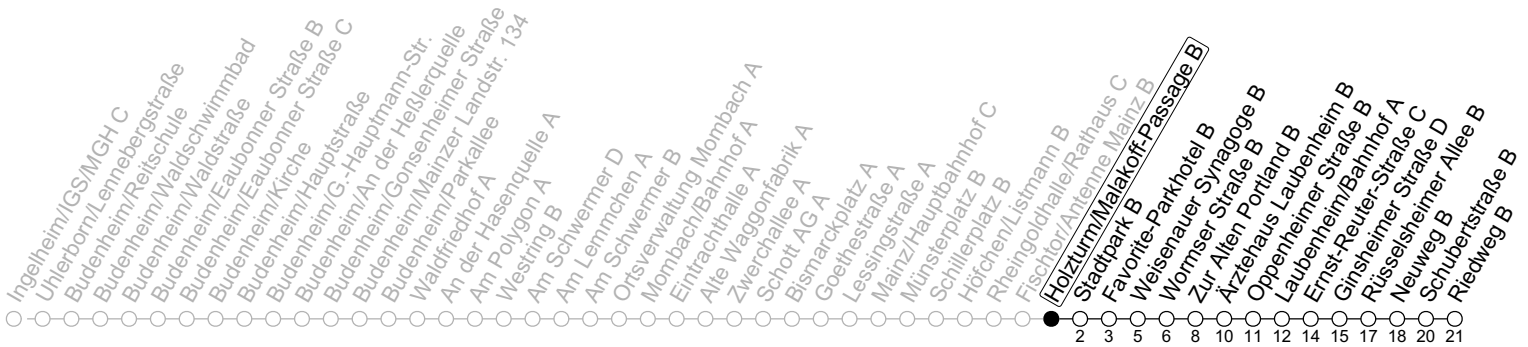 Ingelheim/IGS/MGH C
Uhlerborn/Lennebergstraße
Budenheim/Reitschule
Budenheim/Waldschwimmbad
Budenheim/Waldstraße
Budenheim/Eaubonner Straße B
Budenheim/Eaubonner Straße C
Budenheim/Kirche
Budenheim/Hauptstraße
Budenheim/G.-Hauptmann-Str.
Budenheim/An der Heßlerquelle
Budenheim/Gonsenheimer Straße
Budenheim/Mainzer Landstr. 134
Budenheim/Parkallee
Waldfriedhof A
An der Hasenquelle A
Am Polygon A
Westring B
Am Schwermer D
Am Lemmchen A
Am Schwermer B
Ortsverwaltung Mombach A
Mombach/Bahnhof A
Eintrachthalle A
Alte Waggonfabrik A
Zwerchallee A
Schott AG A
Bismarckplatz A
Goethestraße A
Lessingstraße A
Mainz/Hauptbahnhof C
Münsterplatz B
Schillerplatz B
Höfchen/Listmann B
Rheingoldhalle/Rathaus C
Fischtor/Antenne Mainz B
Holzturm/Malakoff-Passage B
Stadtpark B
Favorite-Parkhotel B
Weisenauer Synagoge B
Wormser Straße B
Zur Alten Portland B
Ärztehaus Laubenheim B
Oppenheimer Straße B
Laubenheim/Bahnhof A
Ernst-Reuter-Straße C
Ginsheimer Straße D
Rüsselsheimer Allee B
Neuweg B
Schubertstraße B
Riedweg B
2 3 5 6 8 10 11 12 14 15 17 18 20 21